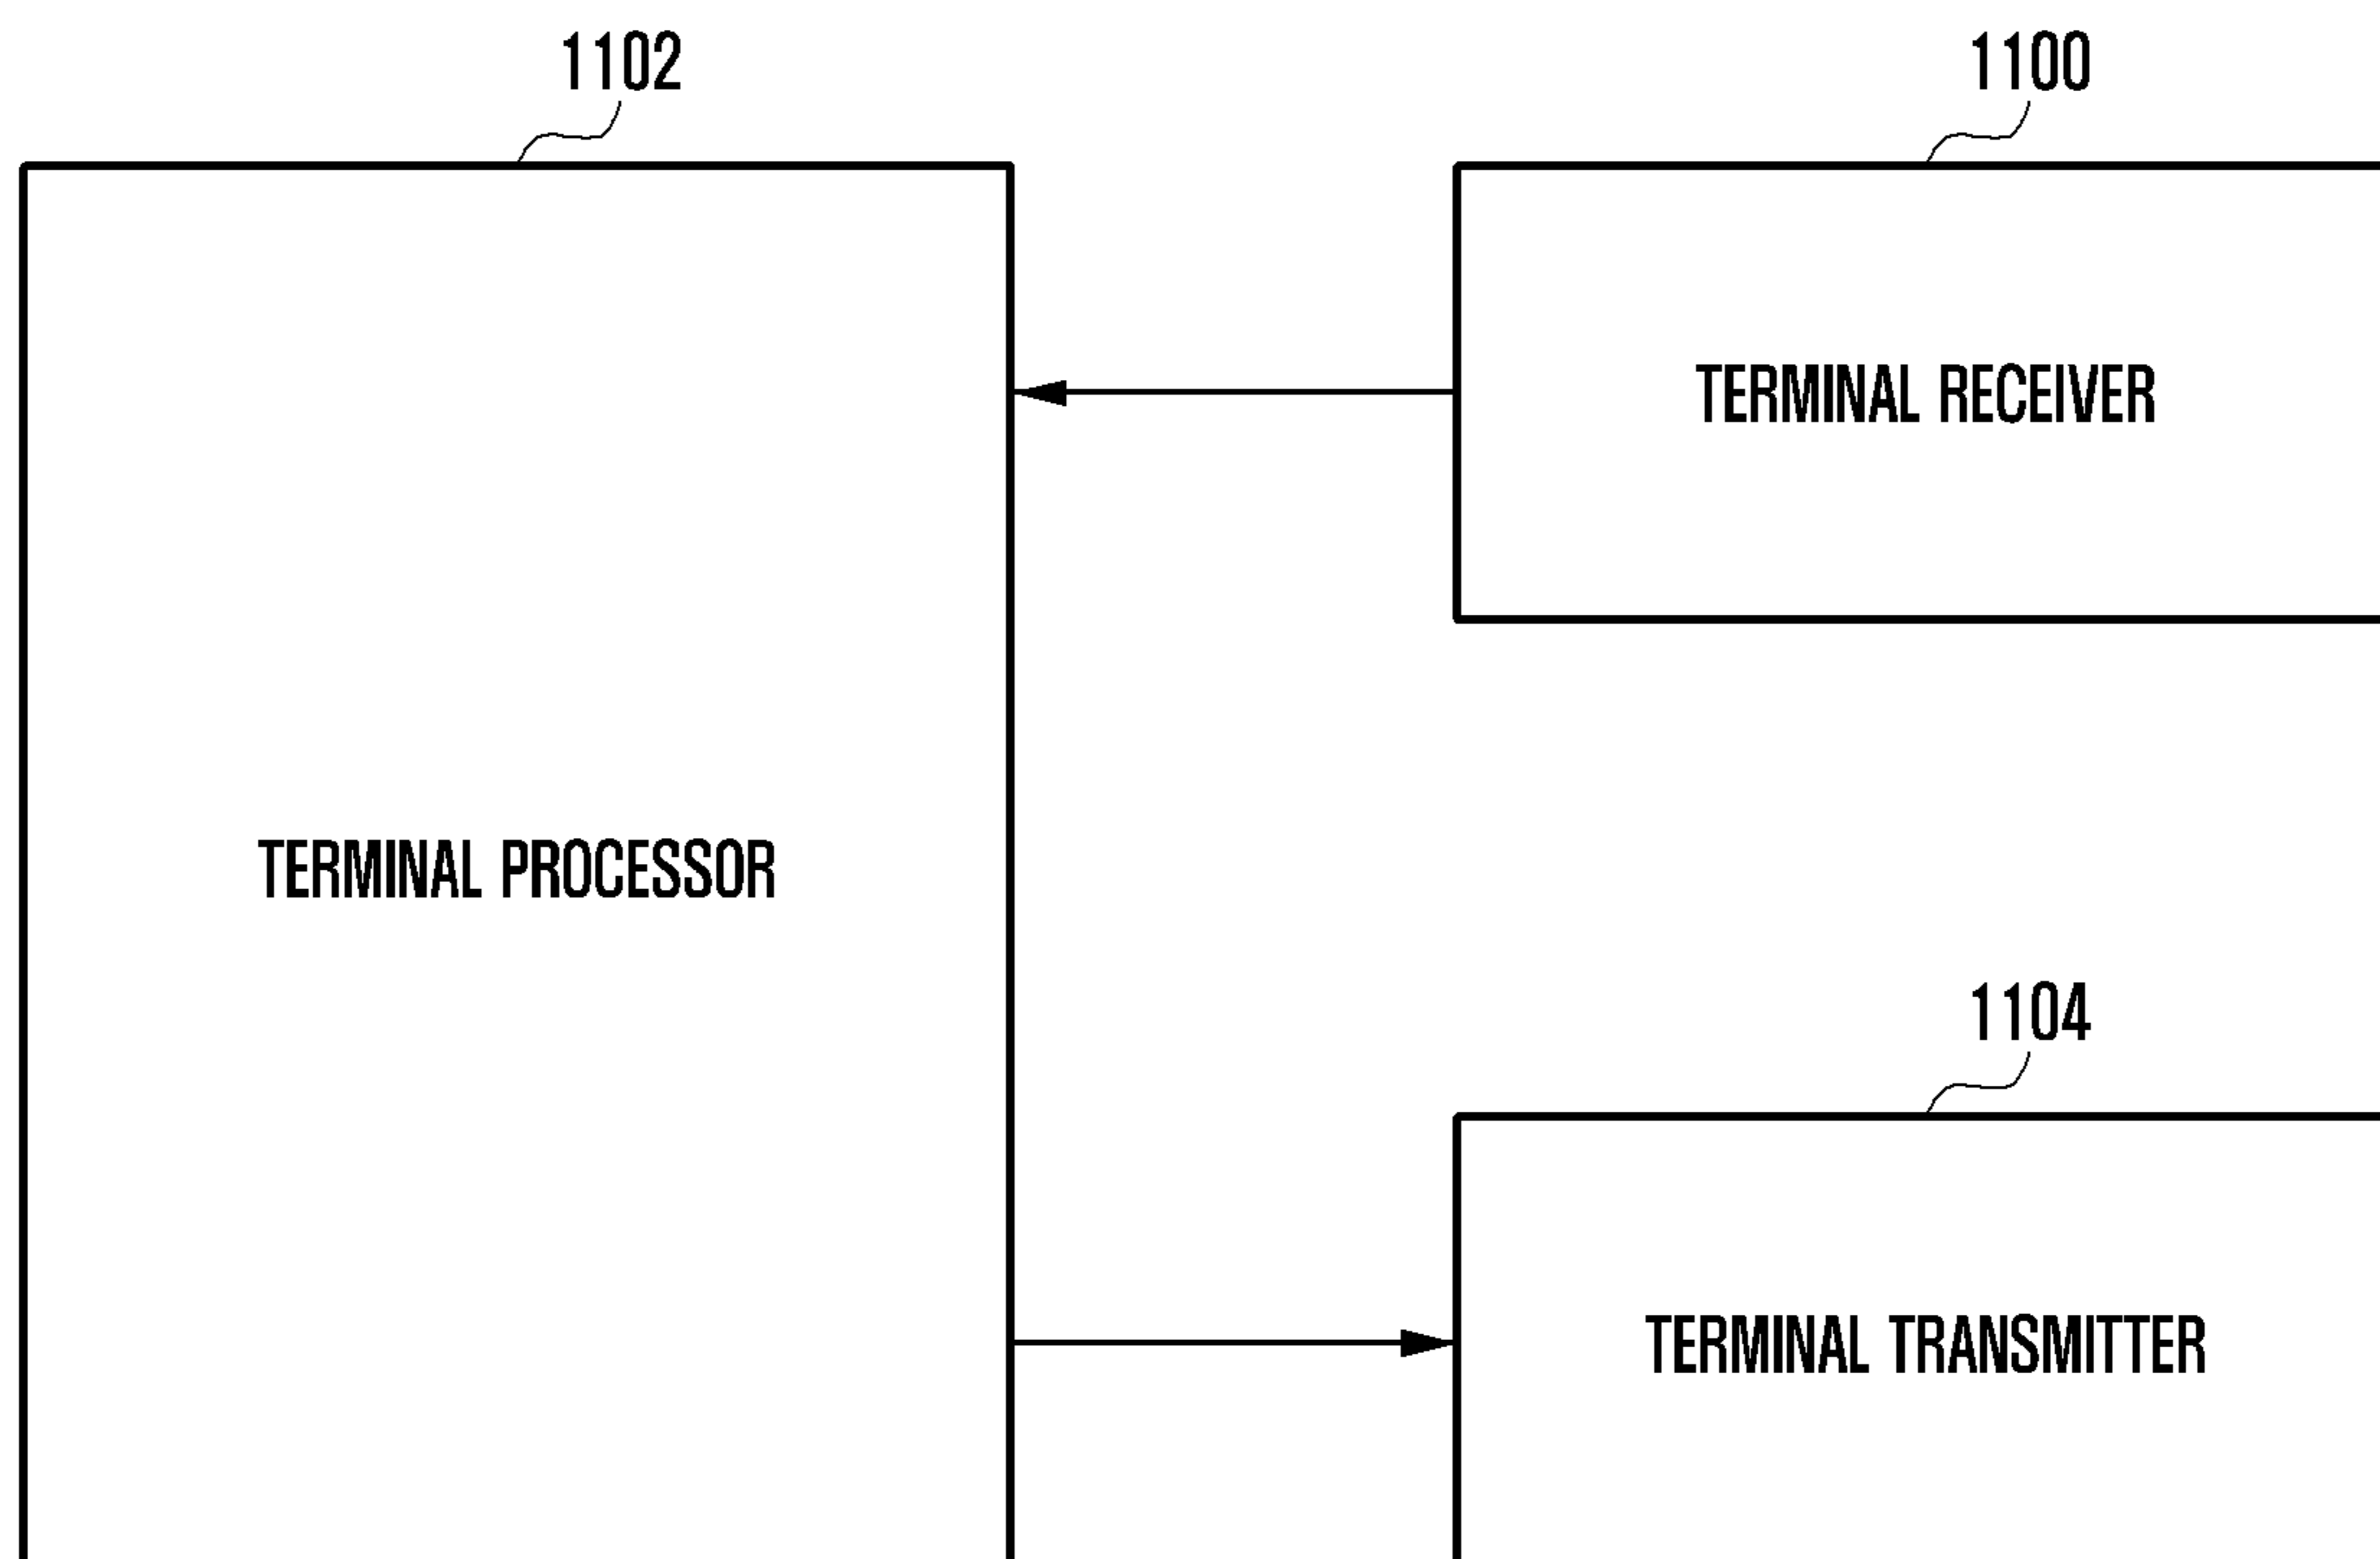 1102
1100
TERMINAL RECEIVER
TERMINAL PROCESSOR
1104
TERMINAL TRANSMITTER